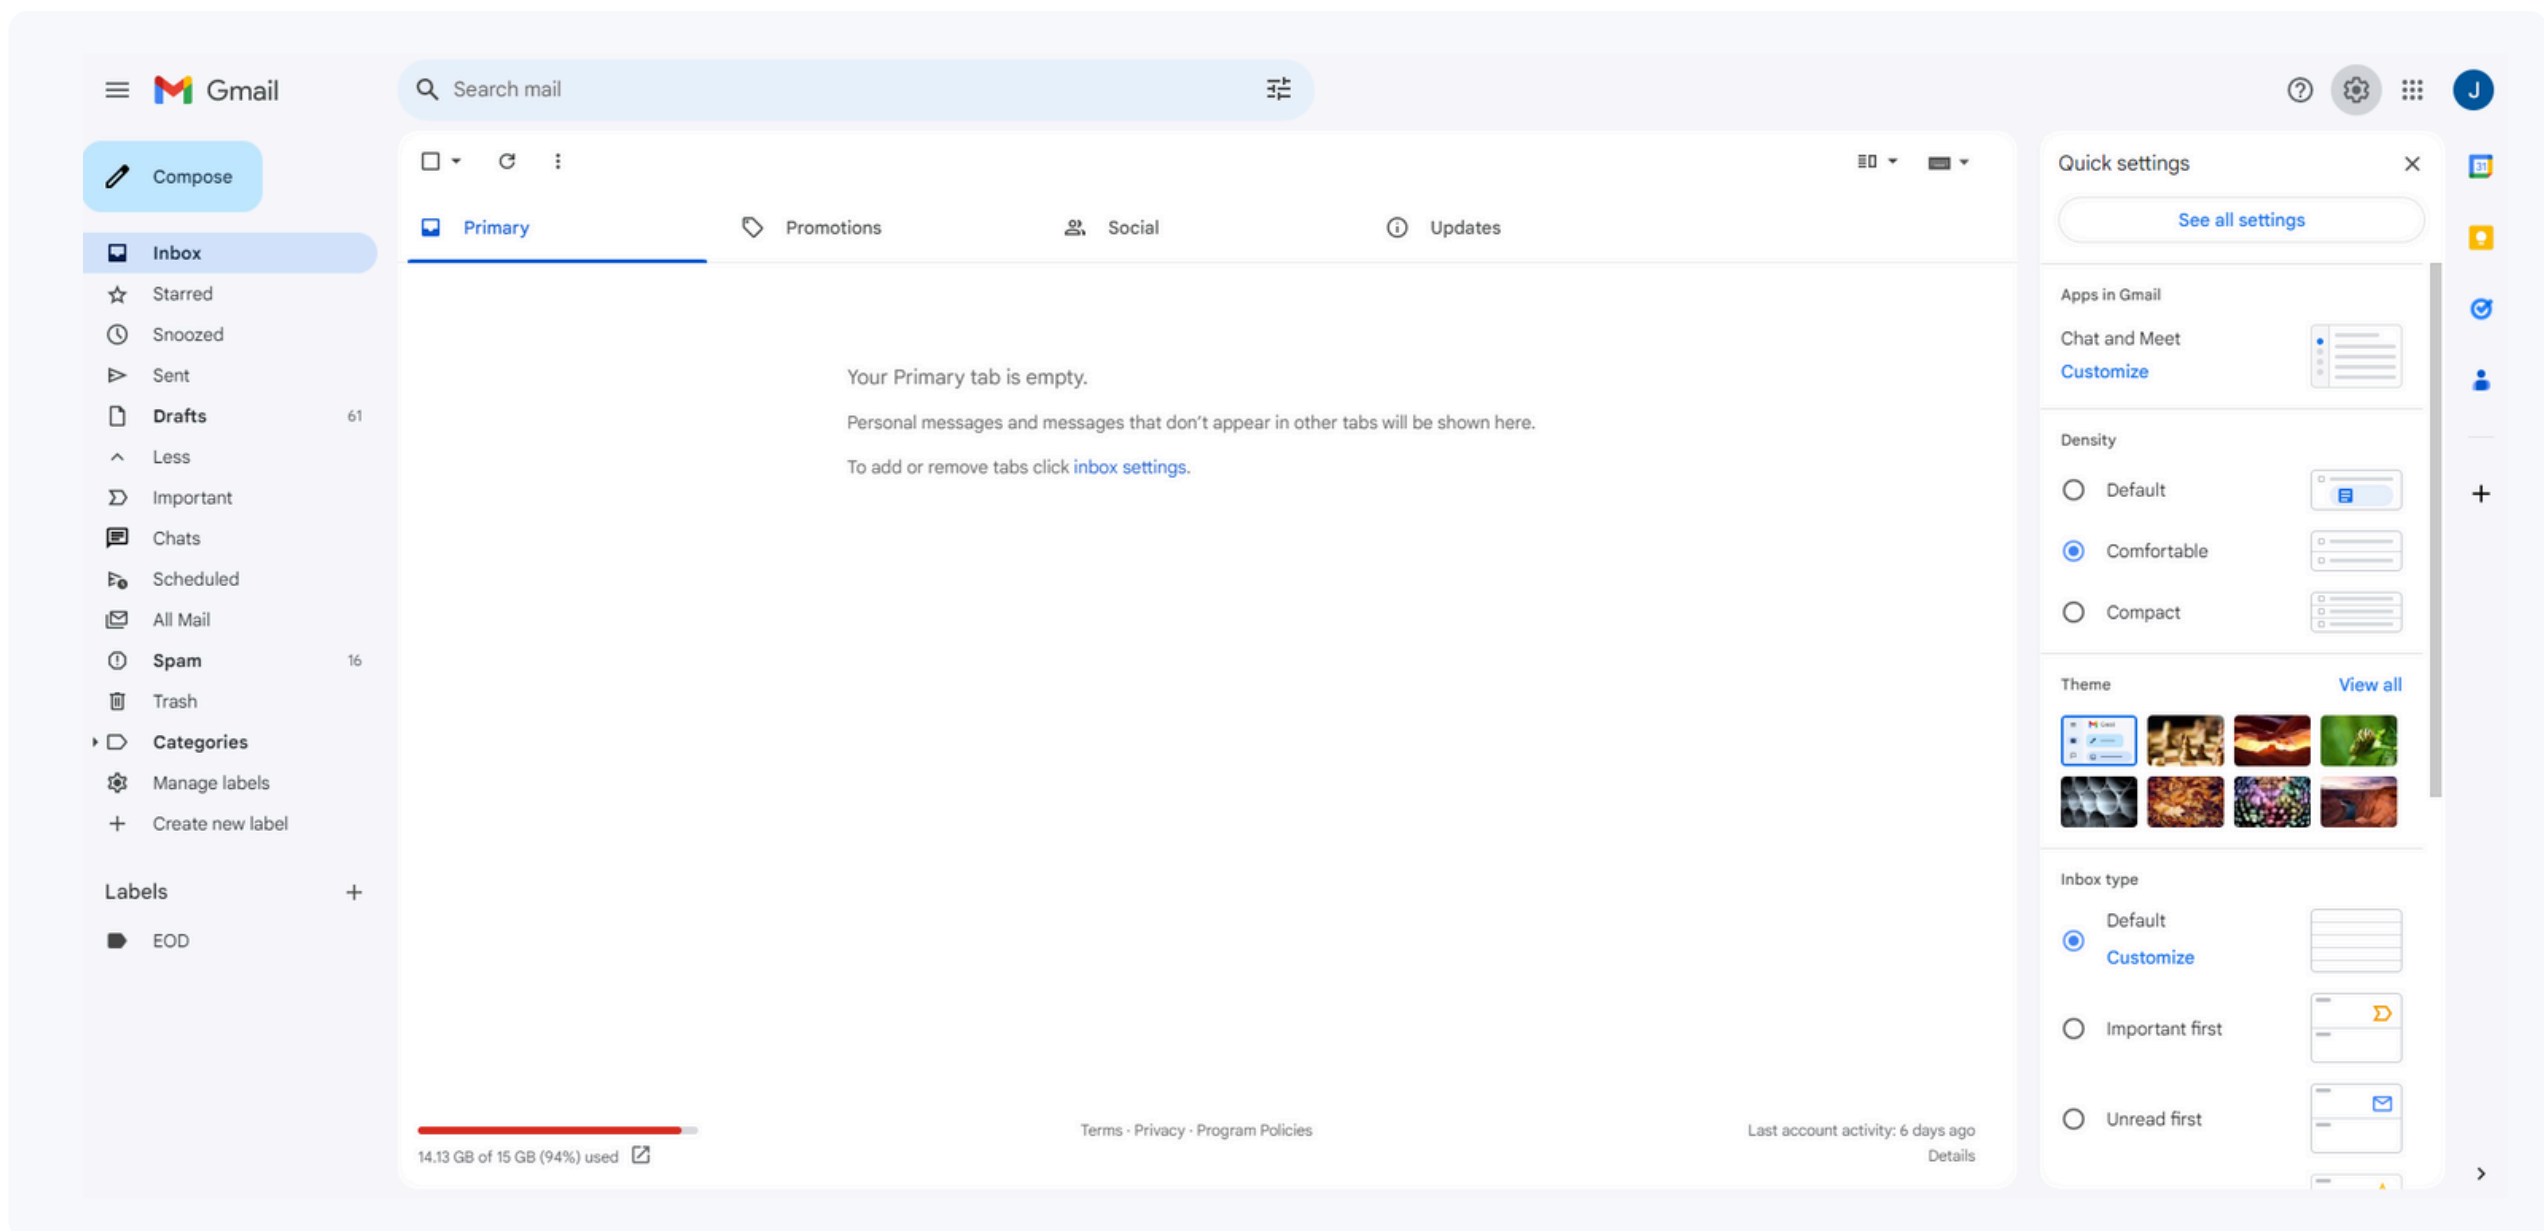 Gmail
Search mail
J
Compose
Inbox
Starred
Snoozed
Sent
Drafts 61
Less
Important
Chats
Scheduled
All Mail
Spam 16
Trash
Categories
Manage labels
Create new label
Labels
EOD
Primary Promotions Social Updates
Your Primary tab is empty.
Personal messages and messages that don't appear in other tabs will be shown here.
To add or remove tabs click inbox settings.
14.13 GB of 15 GB (94%) used
Terms · Privacy · Program Policies
Last account activity: 6 days ago
Details
Quick settings
See all settings
Apps in Gmail
Chat and Meet
Customize
Density
Default
Comfortable
Compact
Theme View all
Gmail
Inbox type
Default
Customize
Important first
Unread first
31